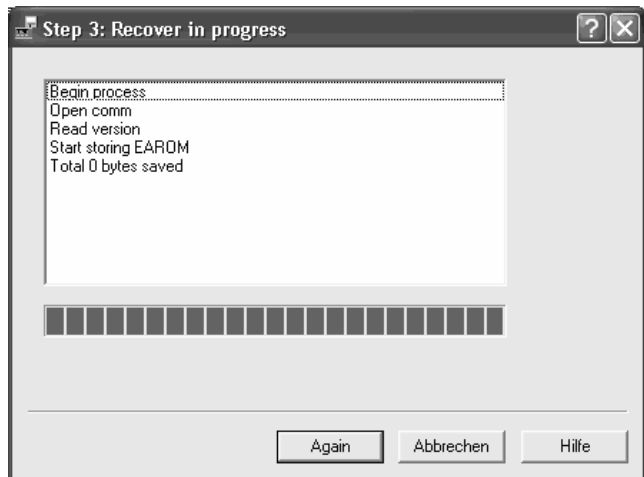 Step 3: Recover in progress
Begin process
Open comm
Read version
Start storing EAROM
Total 0 bytes saved
Again Abbrechen Hilfe